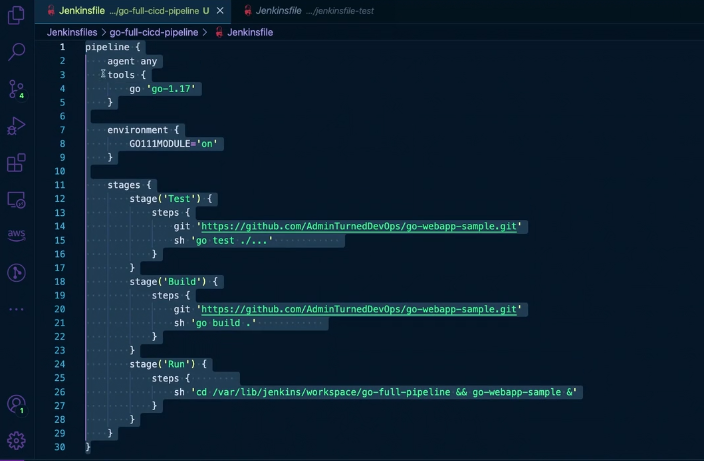 Jenkinsfile .../go-full-cicd-pipeline U × Jenkinsfile .../jenkinsfile-test
Jenkinsfiles > go-full-cicd-pipeline > Jenkinsfile
1 pipeline {
2 agent any
3 tools {
4 go 'go-1.17'
5 }
6
7 environment {
8 GO111MODULE='on'
9 }
10
11 stages {
12 stage('Test') {
13 steps {
14 git 'https://github.com/AdminTurnedDevOps/go-webapp-sample.git'
15 sh 'go test ./...'
16 }
17 }
18 stage('Build') {
19 steps {
20 git 'https://github.com/AdminTurnedDevOps/go-webapp-sample.git'
21 sh 'go build .'
22 }
23 }
24 stage('Run') {
25 steps {
26 sh 'cd /var/lib/jenkins/workspace/go-full-pipeline && go-webapp-sample &'
27 }
28 }
29 }
30 }
4
aws
1